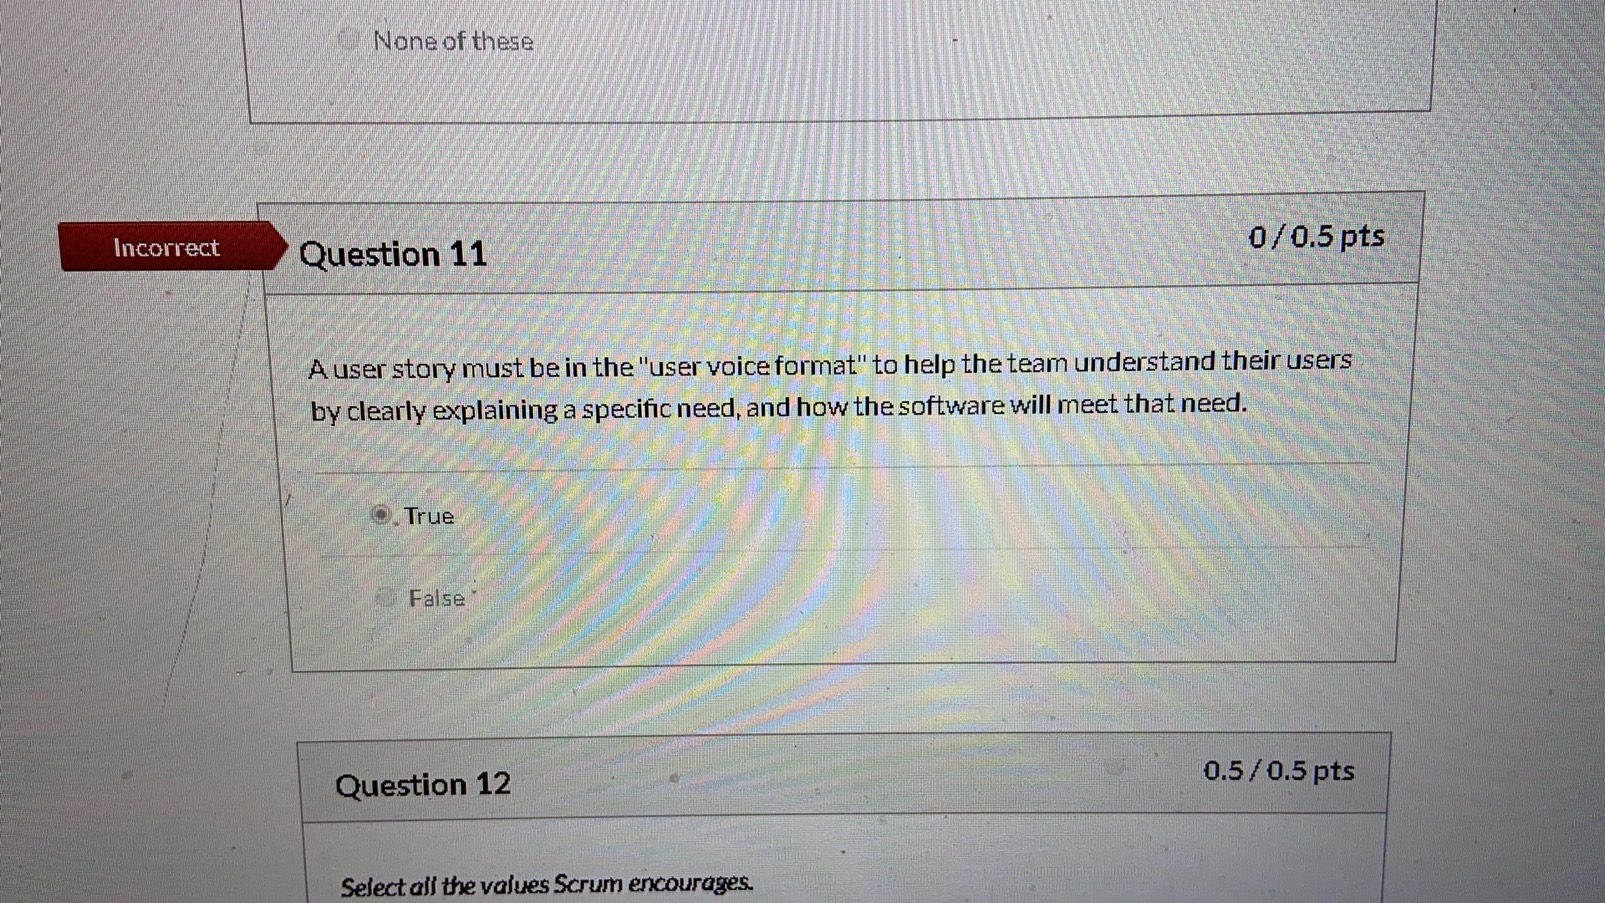 None of these
Incorrect
Question 11
0 / 0.5 pts
A user story must be in the "user voice format" to help the team understand their users
by clearly explaining a specific need, and how the software will meet that need.
True
False
Question 12
0.5 / 0.5 pts
Select all the values Scrum encourages.